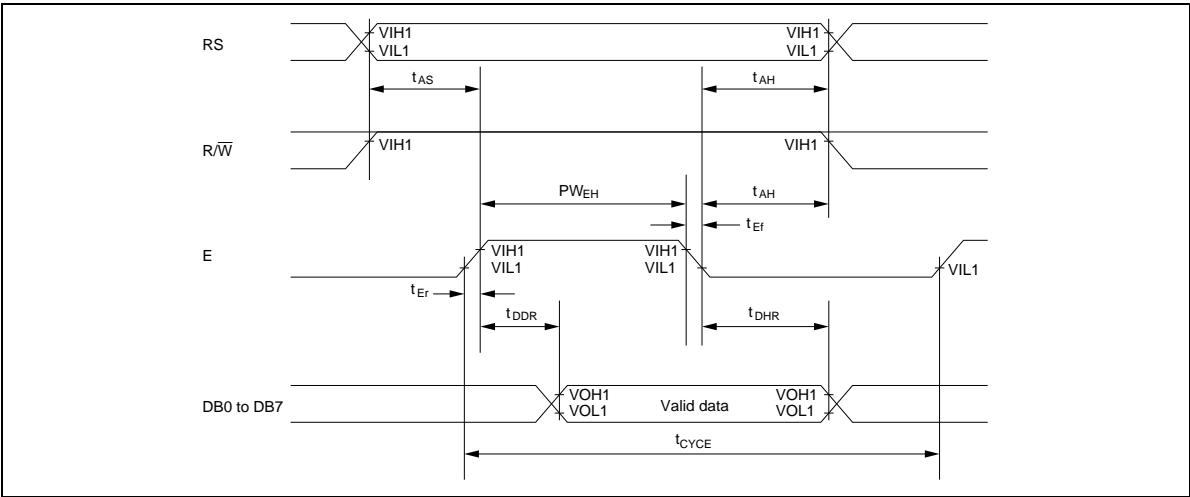 RS
VIH1
VIL1
VIH1
VIL1
tAS
tAH
R/W̅
VIH1
VIH1
PWEH
tAH
tEf
E
VIH1
VIL1
VIH1
VIL1
VIL1
tEr
tDDR
tDHR
DB0 to DB7
VOH1
VOL1
Valid data
VOH1
VOL1
tCYCE